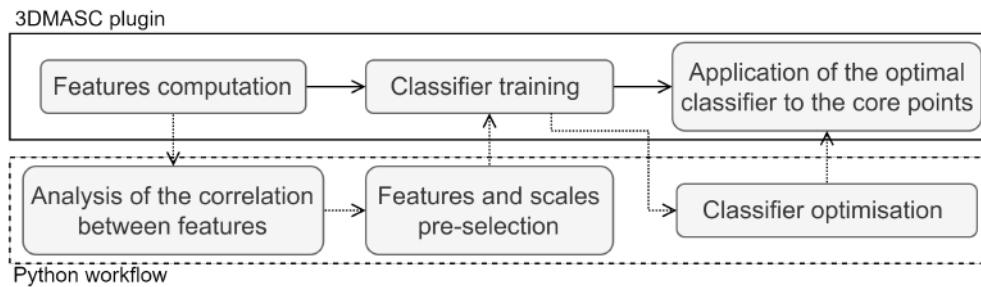 3DMASC plugin
Features computation
Classifier training
Application of the optimal
classifier to the core points
Analysis of the correlation
between features
Features and scales
pre-selection
Classifier optimisation
Python workflow